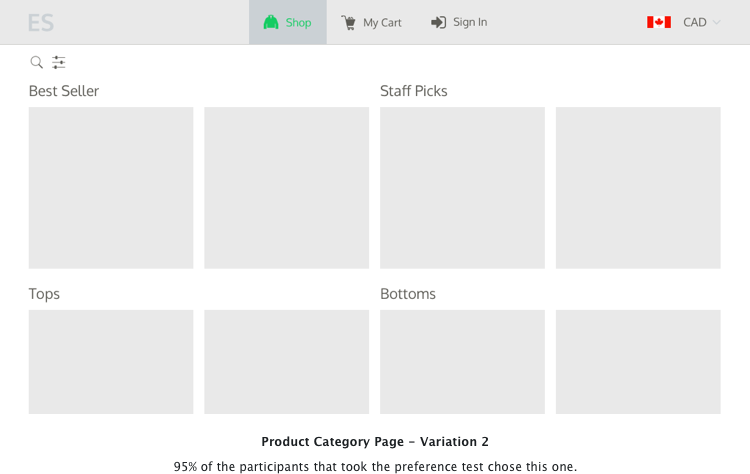 ES
Shop
My Cart
Sign In
CAD
Best Seller
Staff Picks
Tops
Bottoms
Product Category Page - Variation 2
95% of the participants that took the preference test chose this one.